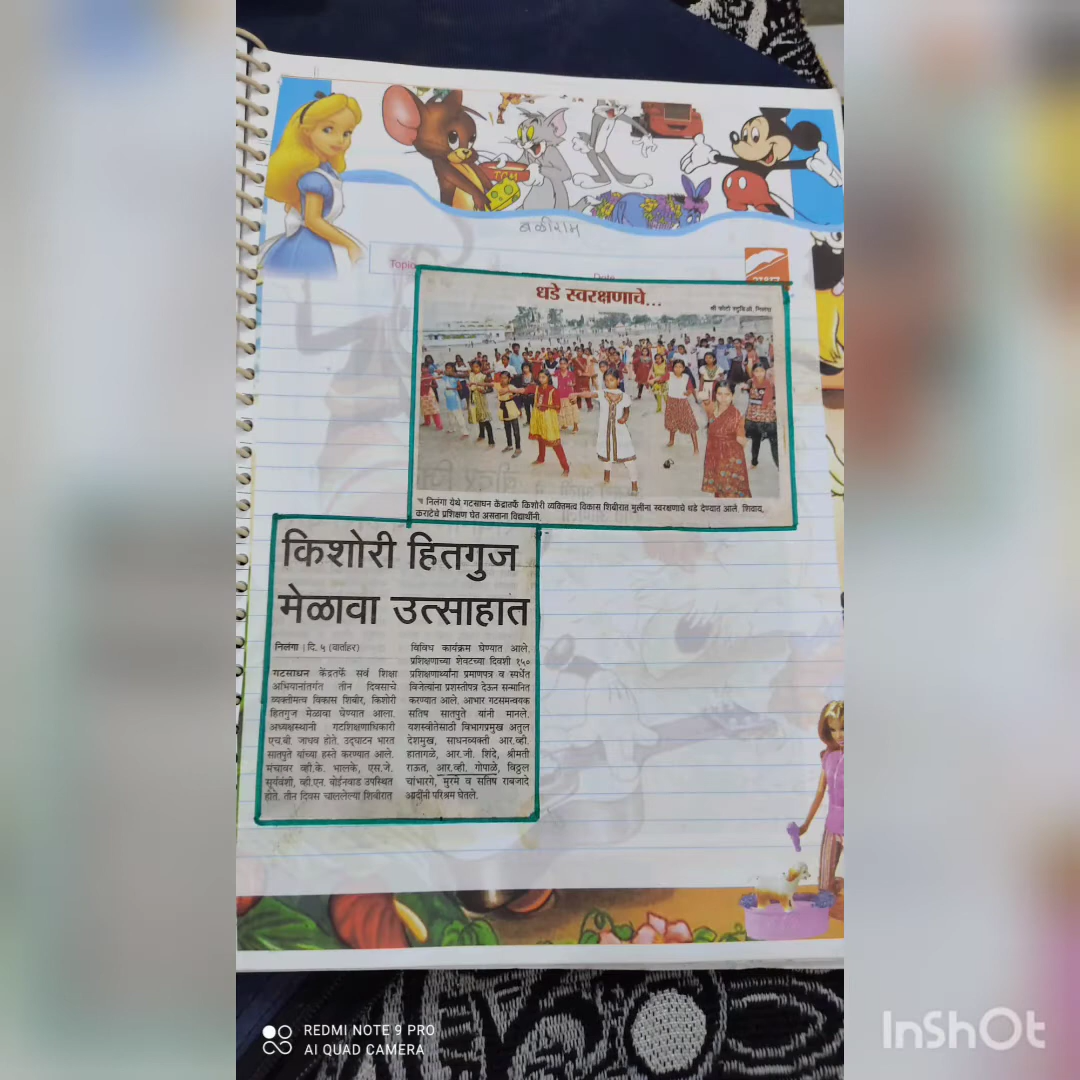 बळीराम
Topic
Date
TOM
धडे स्वरक्षणाचे...
श्री फोटो स्टुडिओ, निलंगा
निलंगा येथे गटसाधन केंद्रातर्फे किशोरी व्यक्तिमत्व विकास शिबीरात मुलींना स्वरक्षणाचे धडे देण्यात आले. शिवाय,
कराटेचे प्रशिक्षण घेत असताना विद्यार्थीनी.
किशोरी हितगुज
मेळावा उत्साहात
निलंगा । दि. ५ (वार्ताहर)
गटसाधन केंद्रातर्फे सर्व शिक्षा
अभियानांतर्गत तीन दिवसाचे
व्यक्तीमत्व विकास शिबीर, किशोरी
हितगुज मेळावा घेण्यात आला.
अध्यक्षस्थानी गटशिक्षणाधिकारी
एच.बी. जाधव होते. उद्घाटन भारत
सातपुते यांच्या हस्ते करण्यात आले.
मंचावर व्ही.के. भालके, एस.जे.
सूर्यवंशी, व्ही.एन. बोईनवाड उपस्थित
होते. तीन दिवस चाललेल्या शिबीरात
विविध कार्यक्रम घेण्यात आले.
प्रशिक्षणाच्या शेवटच्या दिवशी १५०
प्रशिक्षणार्थ्यांना प्रमाणपत्र व स्पर्धेत
विजेत्यांना प्रशस्तीपत्र देऊन सन्मानित
करण्यात आले. आभार गटसमन्वयक
सतिष सातपुते यांनी मानले.
यशस्वीतेसाठी विभागप्रमुख अतुल
देशमुख, साधनव्यक्ती आर.व्ही.
हातागळे, आर.जी. शिंदे, श्रीमती
राऊत, आर.व्ही. गोपाळे, विठ्ठल
चांभारगे, मुरमे व सतिष राबजादे
आदींनी परिश्रम घेतले.
REDMI NOTE 9 PRO
AI QUAD CAMERA
InShOt